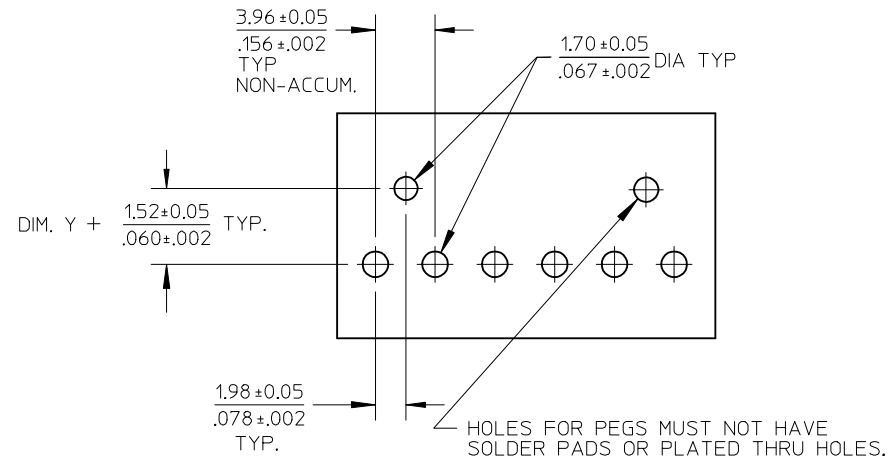 3.96±0.05
.156±.002
TYP
NON-ACCUM.
1.70±0.05
.067±.002 DIA TYP
DIM. Y + 1.52±0.05 TYP.
.060±.002
1.98±0.05
.078±.002
TYP.
HOLES FOR PEGS MUST NOT HAVE
SOLDER PADS OR PLATED THRU HOLES.